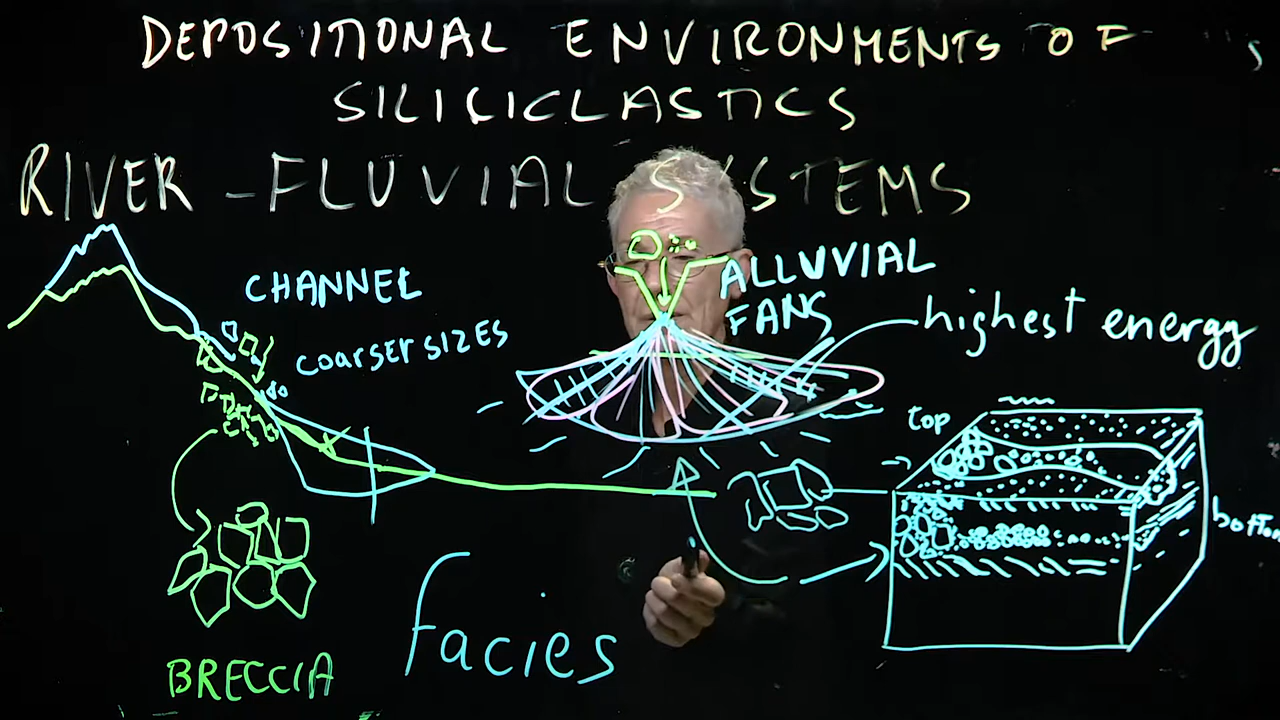 DEPOSITIONAL ENVIRONMENTS OF
SILICICLASTICS
RIVER - FLUVIAL SYSTEMS
CHANNEL
COARSER SIZES
ALLUVIAL
FANS
highest energy
top
bottom
facies
BRECCIA